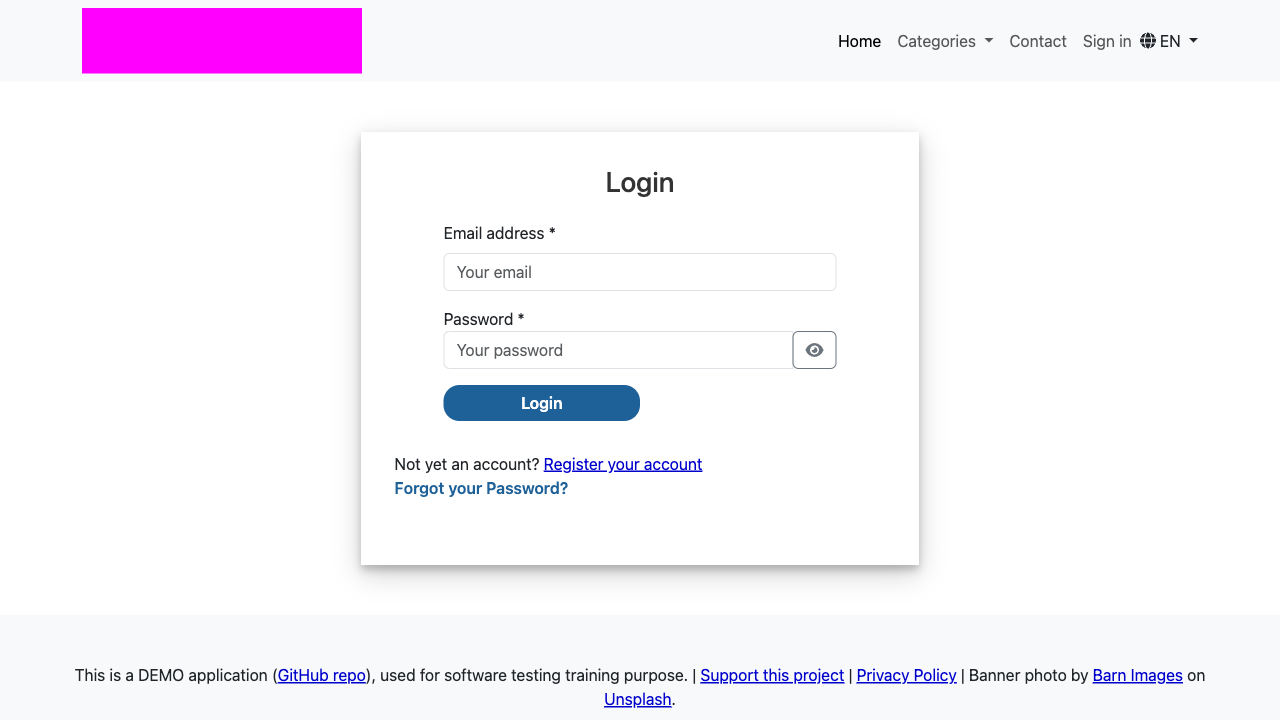 Home Categories Contact Sign in EN
Login
Email address *
Your email
Password *
Your password
Login
Not yet an account? Register your account
Forgot your Password?
This is a DEMO application (GitHub repo), used for software testing training purpose. | Support this project | Privacy Policy | Banner photo by Barn Images on
Unsplash.